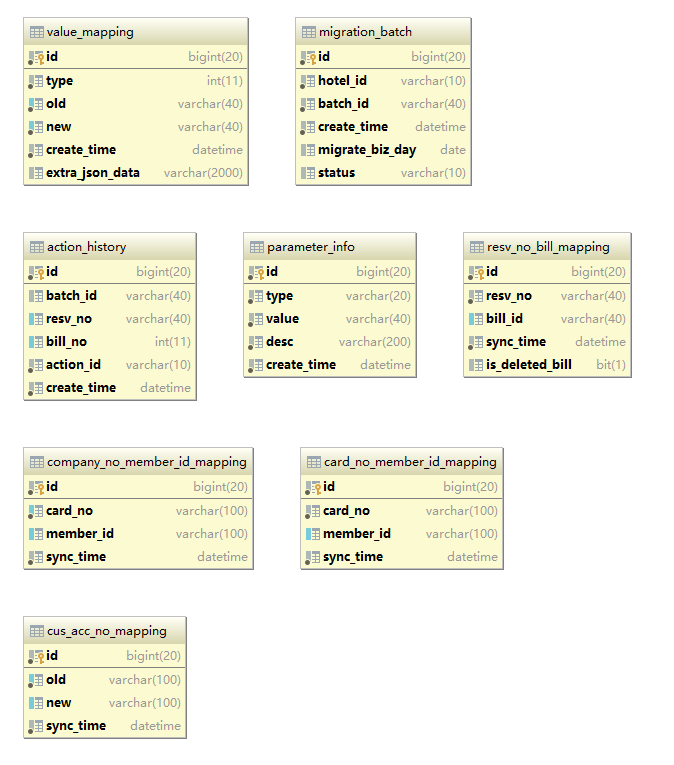 value_mapping
id bigint(20)
type int(11)
old varchar(40)
new varchar(40)
create_time datetime
extra_json_data varchar(2000)
migration_batch
id bigint(20)
hotel_id varchar(10)
batch_id varchar(40)
create_time datetime
migrate_biz_day date
status varchar(10)
action_history
id bigint(20)
batch_id varchar(40)
resv_no varchar(40)
bill_no int(11)
action_id varchar(10)
create_time datetime
parameter_info
id bigint(20)
type varchar(20)
value varchar(40)
desc varchar(200)
create_time datetime
resv_no_bill_mapping
id bigint(20)
resv_no varchar(40)
bill_id varchar(40)
sync_time datetime
is_deleted_bill bit(1)
company_no_member_id_mapping
id bigint(20)
card_no varchar(100)
member_id varchar(100)
sync_time datetime
card_no_member_id_mapping
id bigint(20)
card_no varchar(100)
member_id varchar(100)
sync_time datetime
cus_acc_no_mapping
id bigint(20)
old varchar(100)
new varchar(100)
sync_time datetime